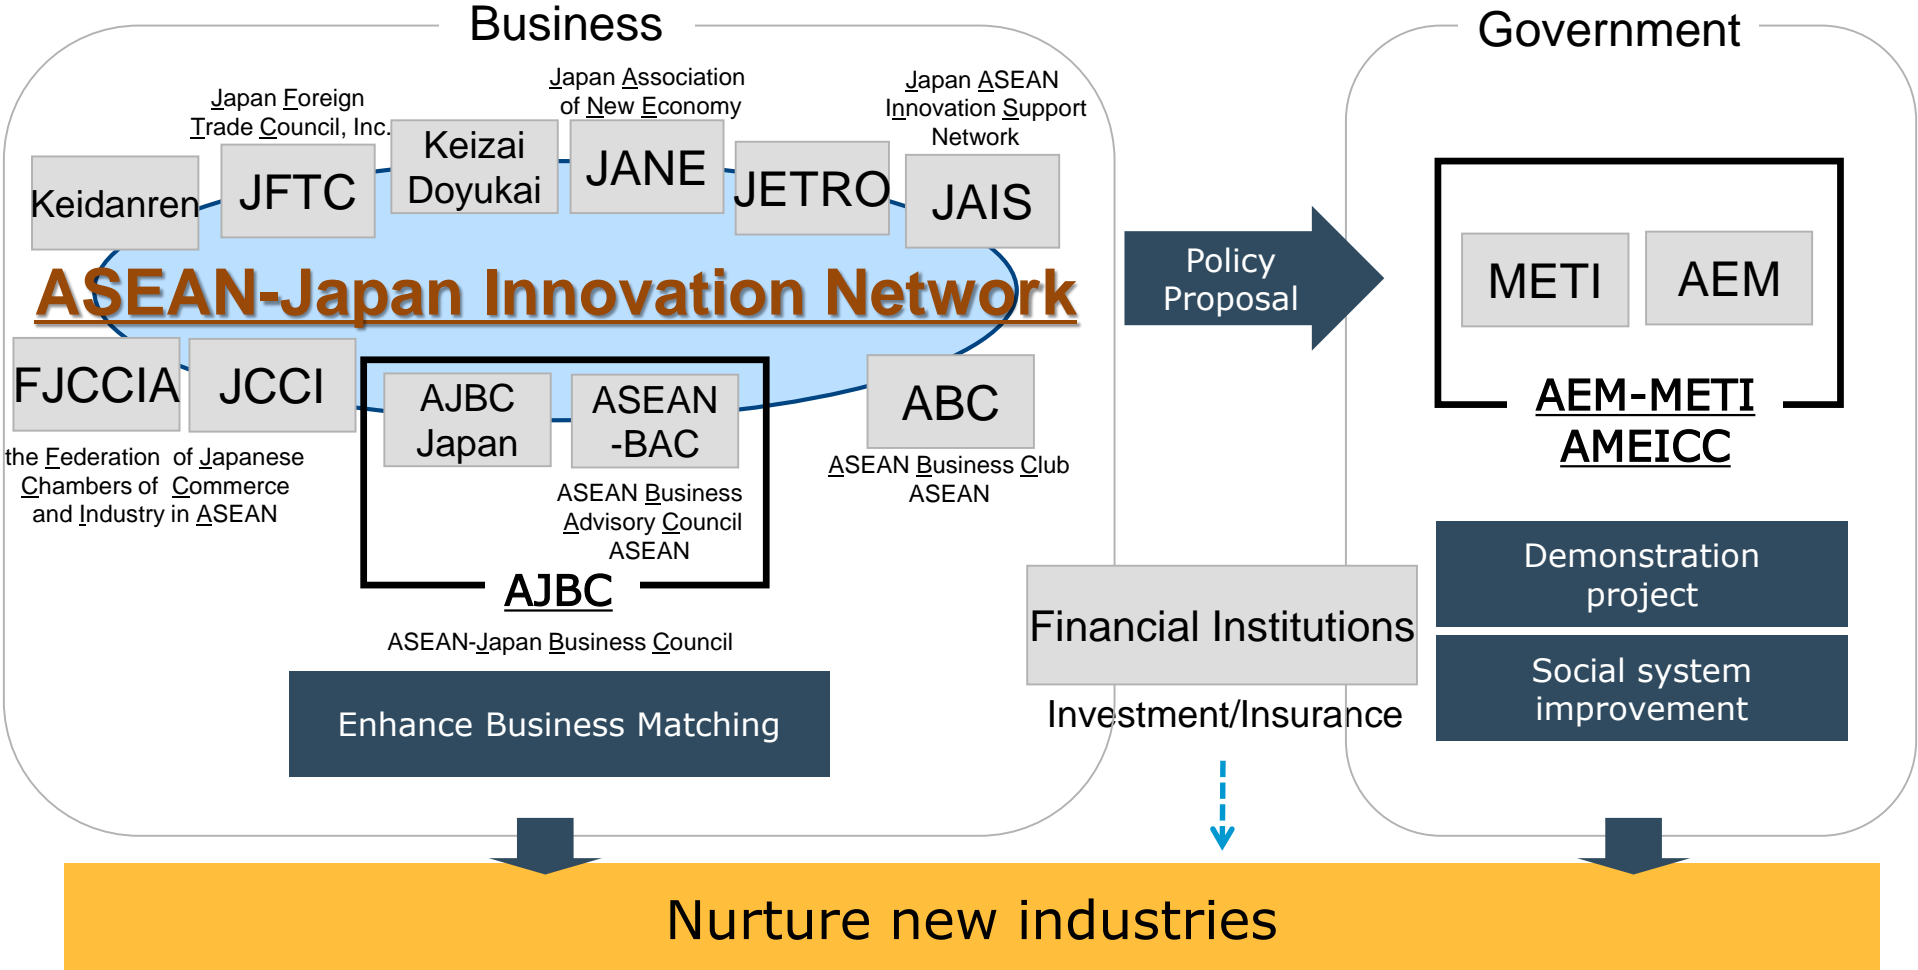 Business
Government
Japan Foreign
Trade Council, Inc.
Japan Association
of New Economy
Japan ASEAN
Innovation Support
Network
Keidanren
JFTC
Keizai
Doyukai
JANE
JETRO
JAIS
ASEAN-Japan Innovation Network
FJCCIA
JCCI
AJBC
Japan
ASEAN
-BAC
ABC
the Federation of Japanese
Chambers of Commerce
and Industry in ASEAN
ASEAN Business
Advisory Council
ASEAN
ASEAN Business Club
ASEAN
AJBC
ASEAN-Japan Business Council
Enhance Business Matching
Policy
Proposal
METI
AEM
AEM-METI
AMEICC
Financial Institutions
Investment/Insurance
Demonstration
project
Social system
improvement
Nurture new industries